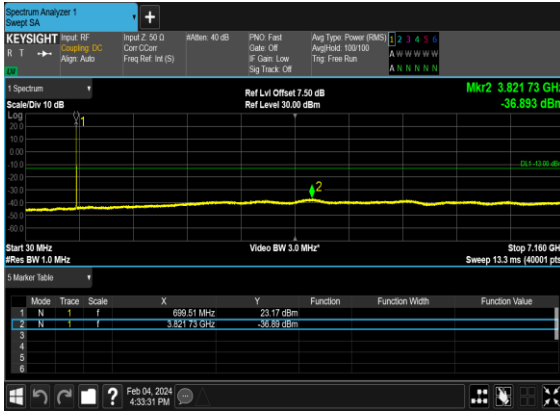 Spectrum Analyzer 1
Swept SA
+
KEYSIGHT Input: RF Input Z: 50 Ω #Atten: 40 dB PNO: Fast Avg Type: Power (RMS) 1 2 3 4 5 6
R T Coupling: DC Corr CCorr Gate: Off Avg|Hold: 100/100 A W W W W W
Align: Auto Freq Ref: Int (S) IF Gain: Low Trig: Free Run
Sig Track: Off A N N N N N
1 Spectrum Ref Lvl Offset 7.50 dB Mkr2 3.821 73 GHz
Scale/Div 10 dB Ref Level 30.00 dBm -36.893 dBm
Log
1
20.0
10.0
0.00
-10.0
DL1 -13.00 dBm
-20.0
-30.0
2
-40.0
-50.0
-60.0
Start 30 MHz Video BW 3.0 MHz* Stop 7.160 GH
#Res BW 1.0 MHz Sweep 13.3 ms (40001 pts
5 Marker Table
Mode Trace Scale X Y Function Function Width Function Value
1 N 1 f 699.51 MHz 23.17 dBm
2 N 1 f 3.821 73 GHz -36.89 dBm
3
4
5
6
? Feb 04, 2024
4:33:31 PM